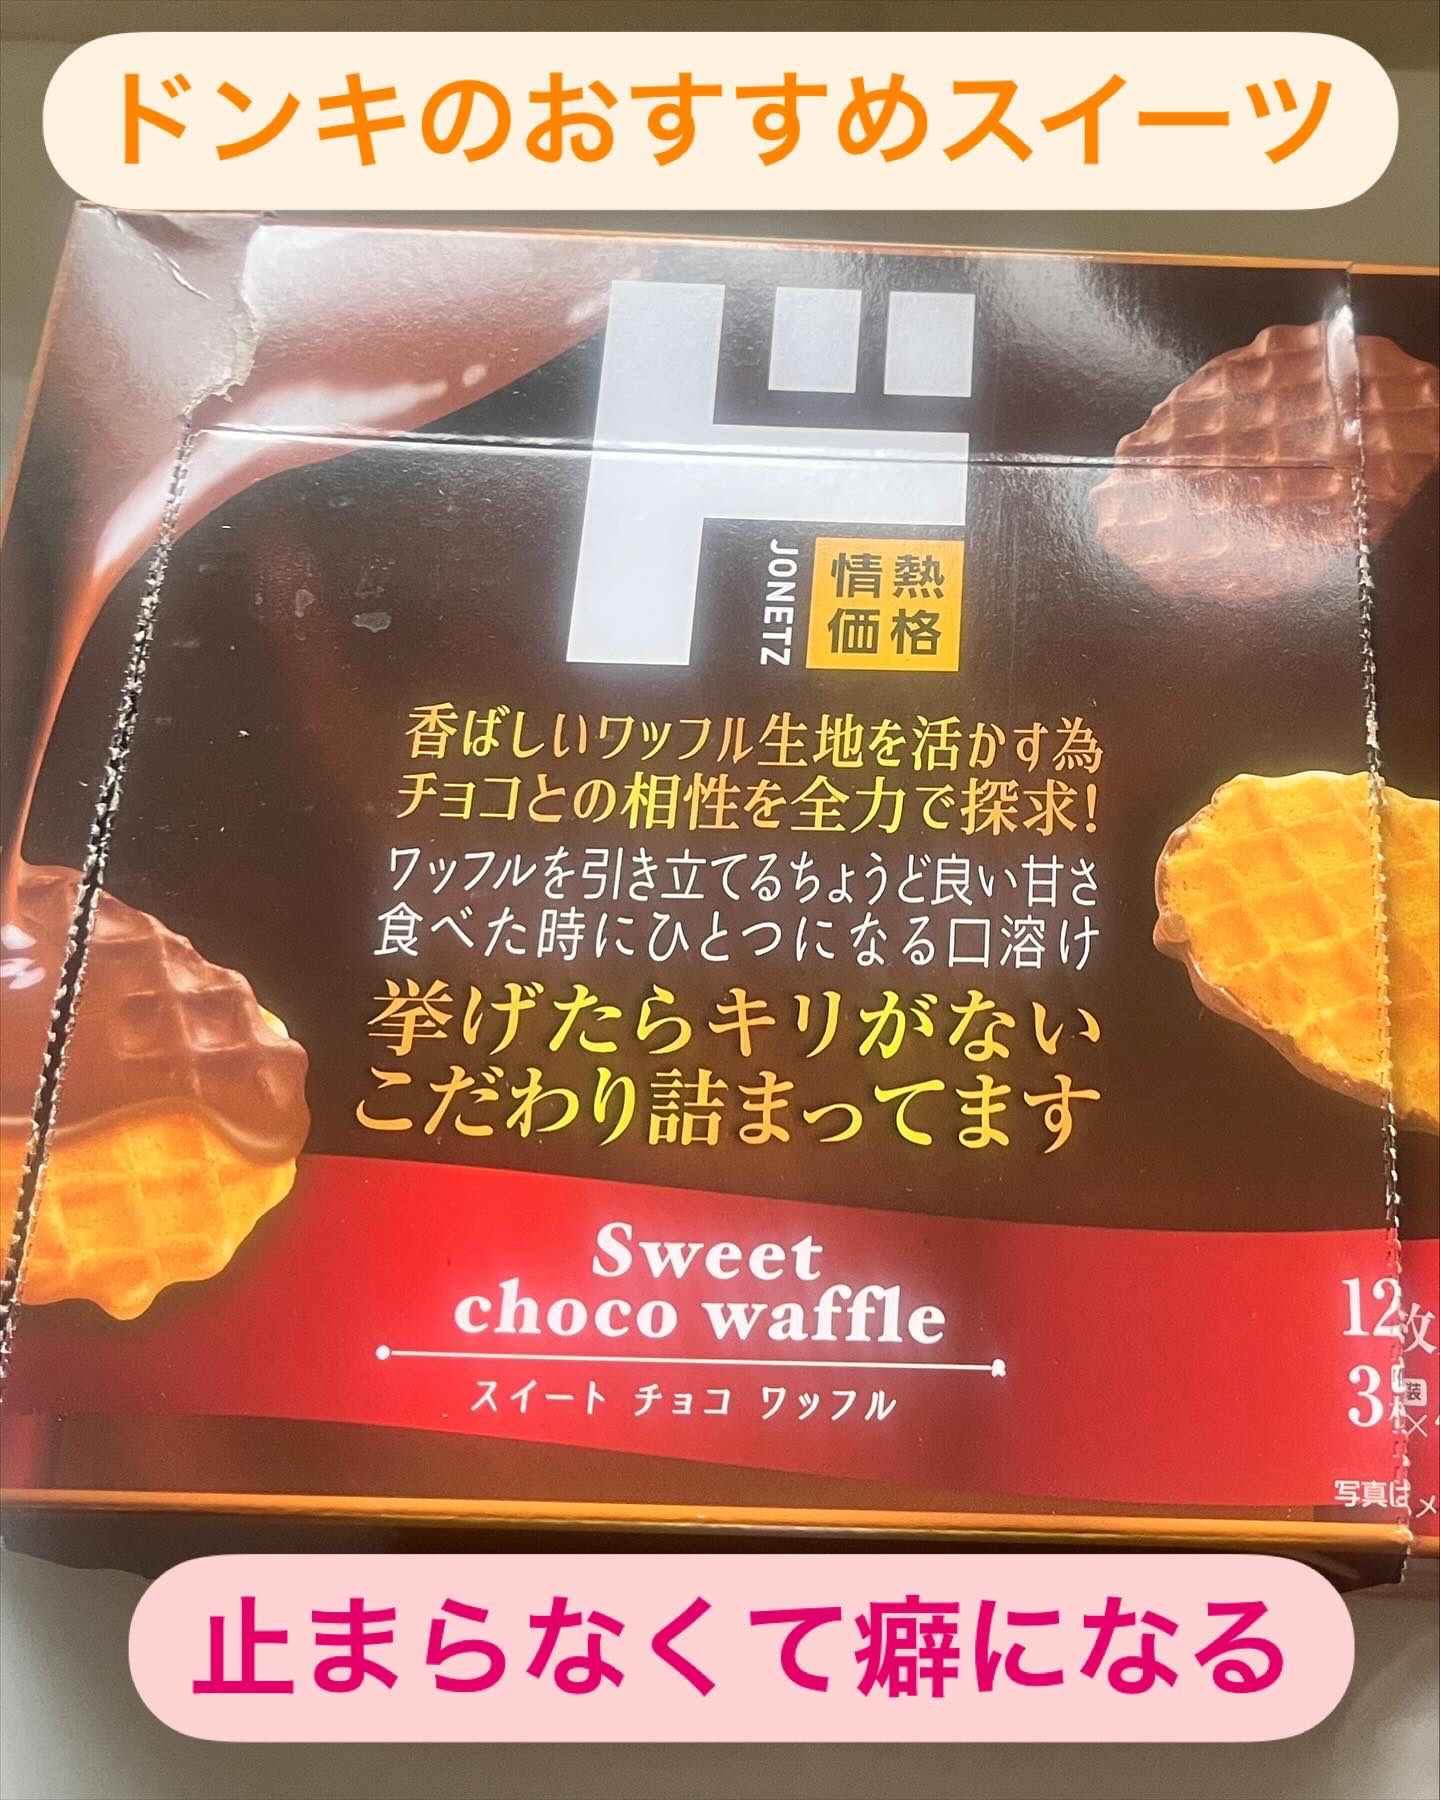 ドンキのおすすめスイーツ
ド
JONETZ
情熱
価格
香ばしいワッフル生地を活かす為
チョコとの相性を全力で探求!
ワッフルを引き立てるちょうど良い甘さ
食べた時にひとつになる口溶け
挙げたらキリがない
こだわり詰まってます
Sweet
choco waffle
スイート チョコ ワッフル
12枚
3枚×
写真は
止まらなくて癖になる